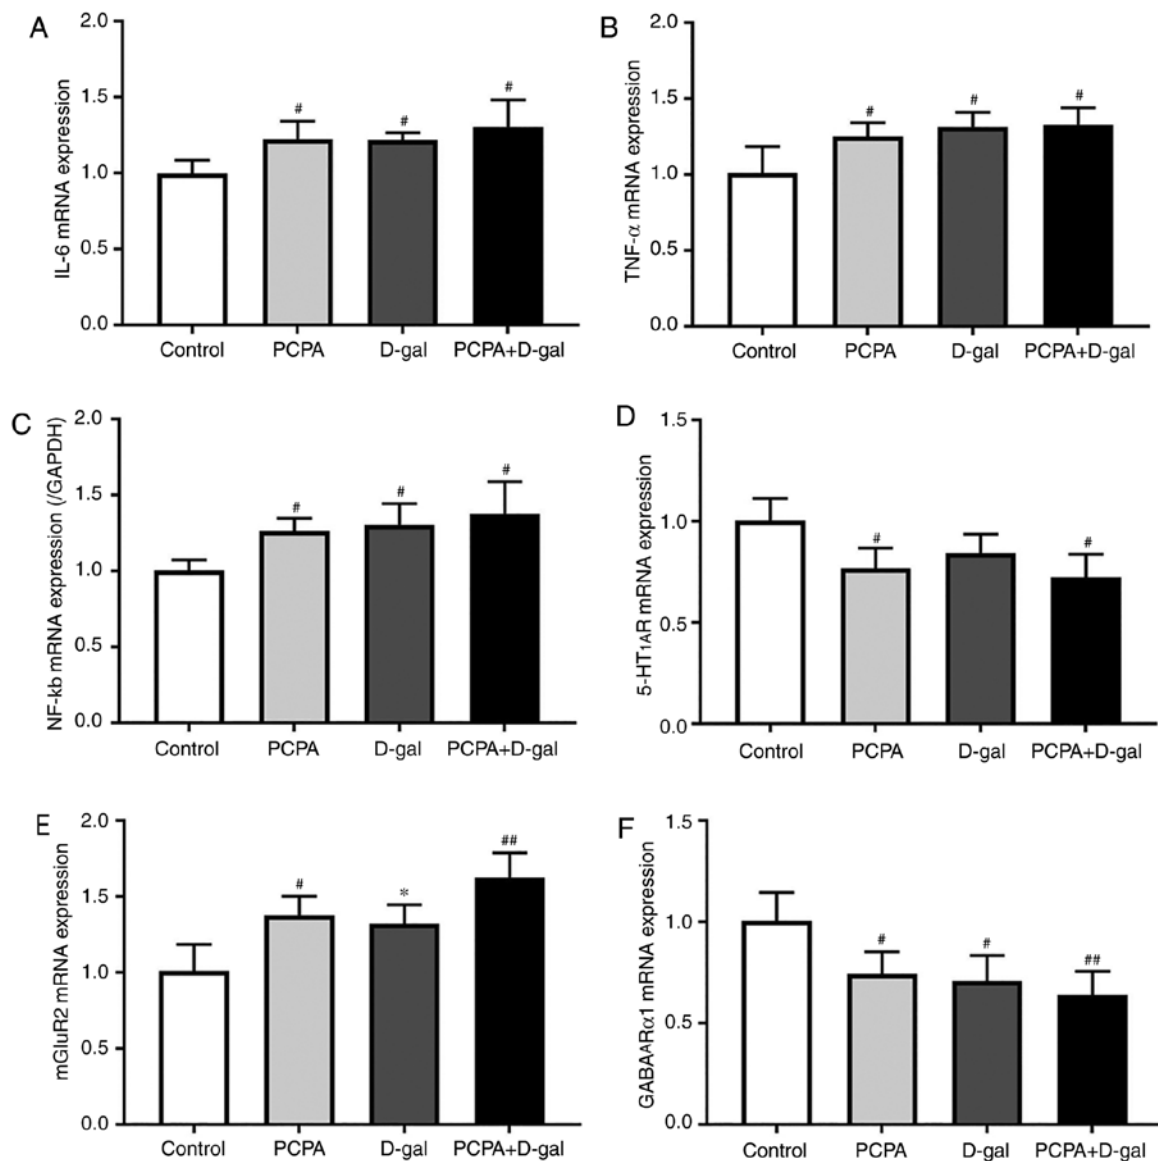 A
IL-6 mRNA expression
2.0
1.5
1.0
0.5
0.0
#
#
#
Control PCPA D-gal PCPA+D-gal
B
TNF-α mRNA expression
2.0
1.5
1.0
0.5
0.0
#
#
#
Control PCPA D-gal PCPA+D-gal
C
NF-kb mRNA expression (/GAPDH)
2.0
1.5
1.0
0.5
0.0
#
#
#
Control PCPA D-gal PCPA+D-gal
D
5-HT1AR mRNA expression
1.5
1.0
0.5
0.0
#
#
Control PCPA D-gal PCPA+D-gal
E
mGluR2 mRNA expression
2.0
1.5
1.0
0.5
0.0
#
*
##
Control PCPA D-gal PCPA+D-gal
F
GABAARα1 mRNA expression
1.5
1.0
0.5
0.0
#
#
##
Control PCPA D-gal PCPA+D-gal